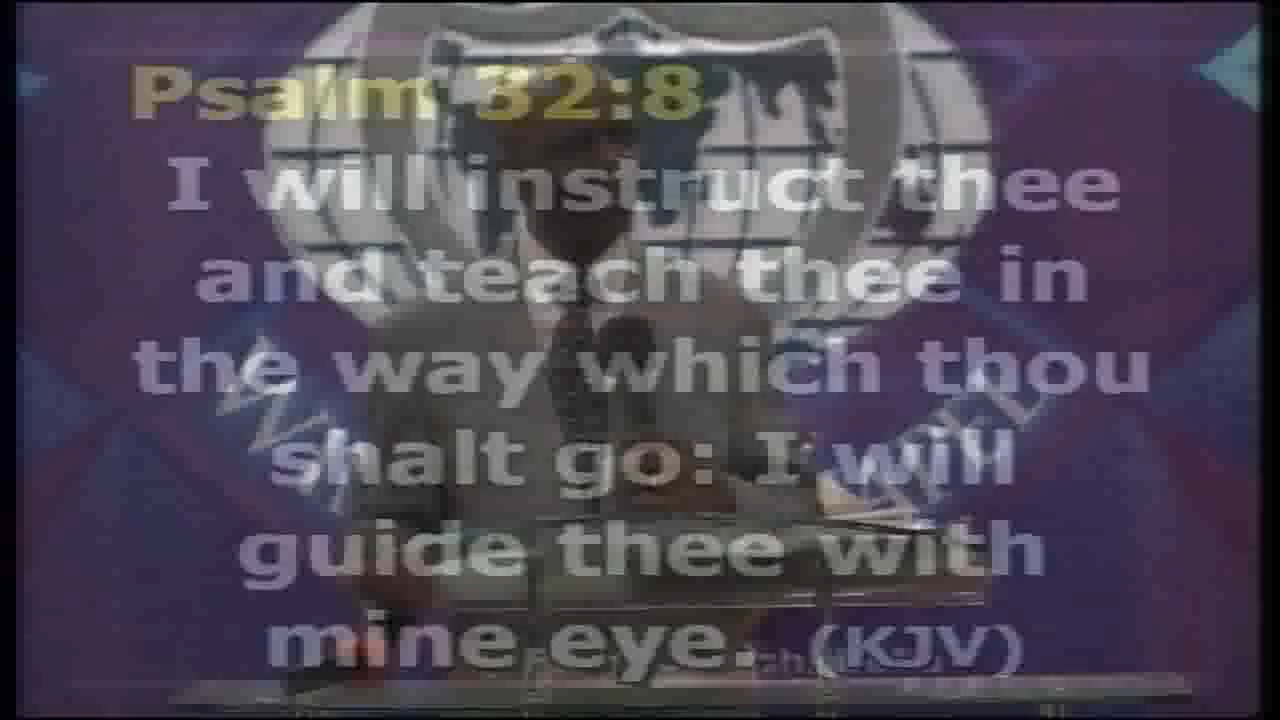 Psalm 32:8
I will instruct thee
and teach thee in
the way which thou
shalt go: I will
guide thee with
mine eye. (KJV)